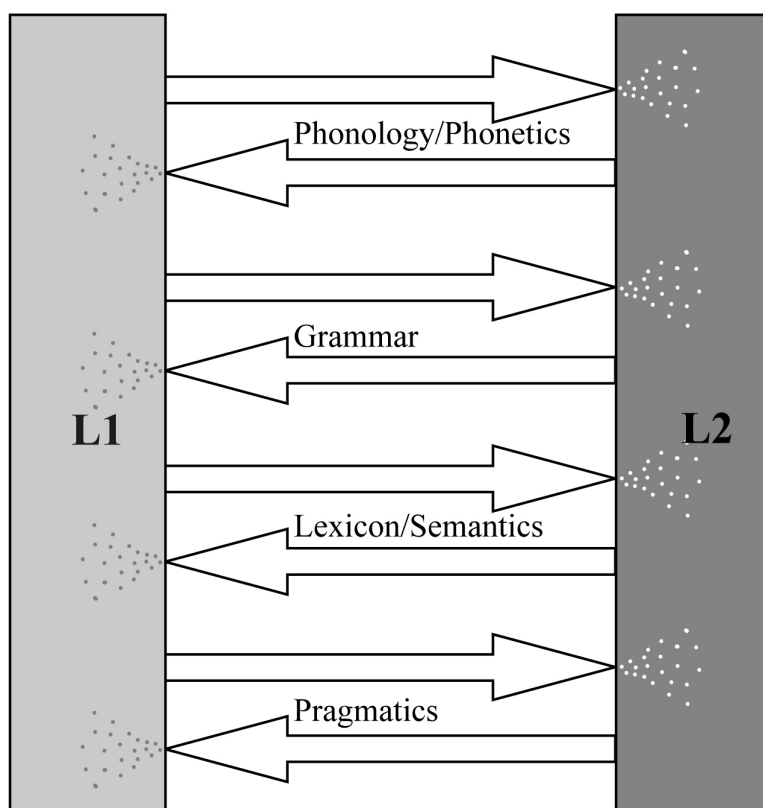 Phonology/Phonetics
Grammar
L1
L2
Lexicon/Semantics
Pragmatics